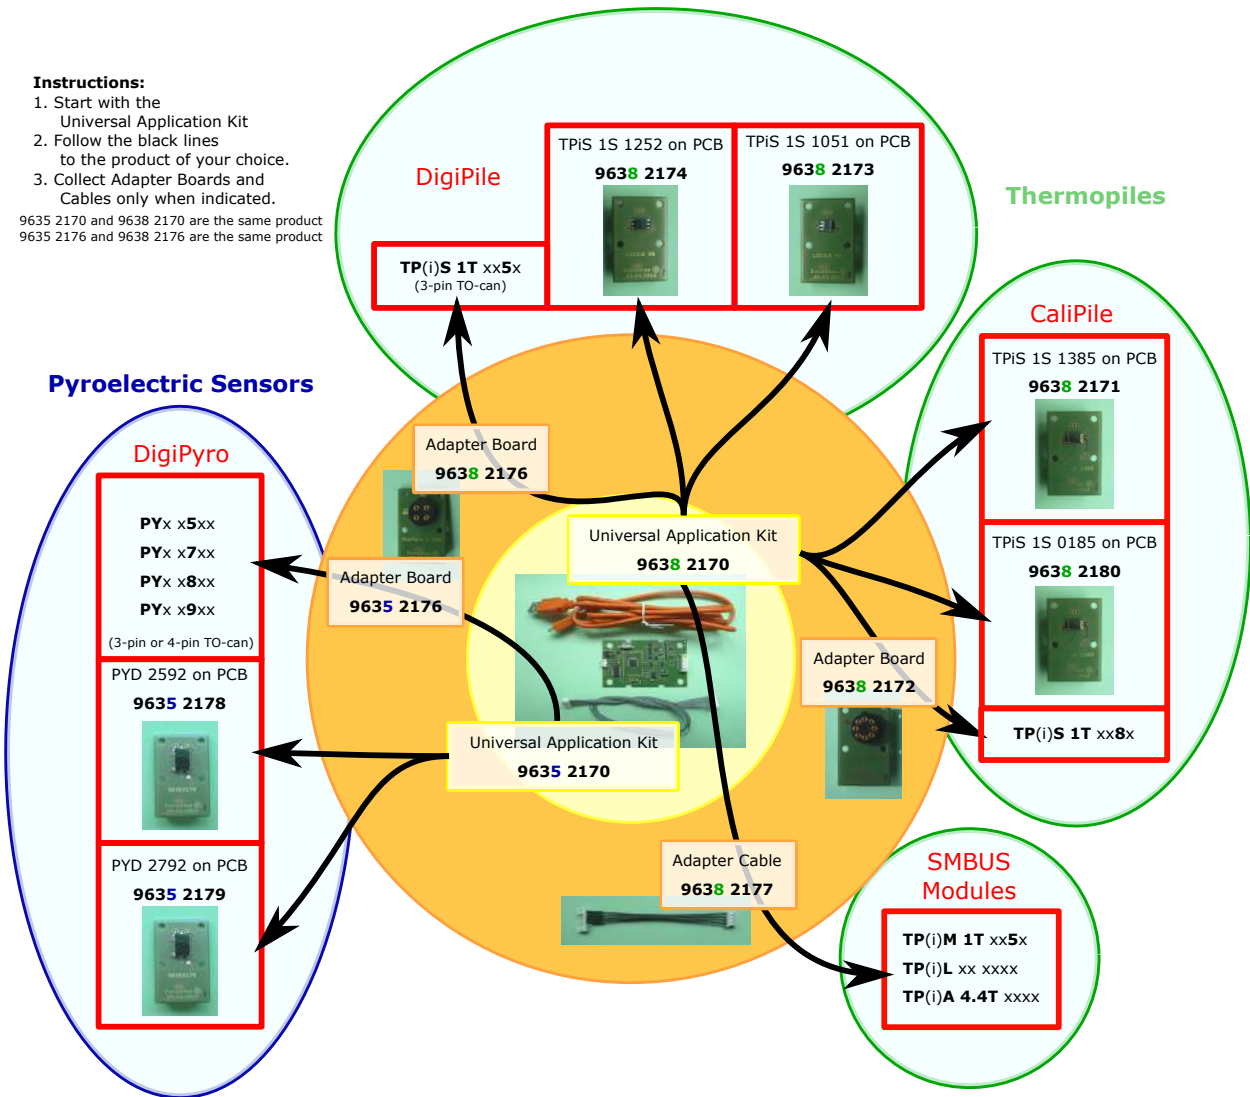 Instructions:
1. Start with the
Universal Application Kit
2. Follow the black lines
to the product of your choice.
3. Collect Adapter Boards and
Cables only when indicated.
9635 2170 and 9638 2170 are the same product
9635 2176 and 9638 2176 are the same product
DigiPile
TPiS 1S 1252 on PCB
9638 2174
TPiS 1S 1051 on PCB
9638 2173
TP(i)S 1T xx5x
(3-pin TO-can)
Thermopiles
CaliPile
TPiS 1S 1385 on PCB
9638 2171
TPiS 1S 0185 on PCB
9638 2180
TP(i)S 1T xx8x
Pyroelectric Sensors
DigiPyro
PYx x5xx
PYx x7xx
PYx x8xx
PYx x9xx
(3-pin or 4-pin TO-can)
PYD 2592 on PCB
9635 2178
PYD 2792 on PCB
9635 2179
Adapter Board
9638 2176
Adapter Board
9635 2176
Universal Application Kit
9638 2170
Universal Application Kit
9635 2170
Adapter Board
9638 2172
Adapter Cable
9638 2177
SMBUS
Modules
TP(i)M 1T xx5x
TP(i)L xx xxxx
TP(i)A 4.4T xxxx